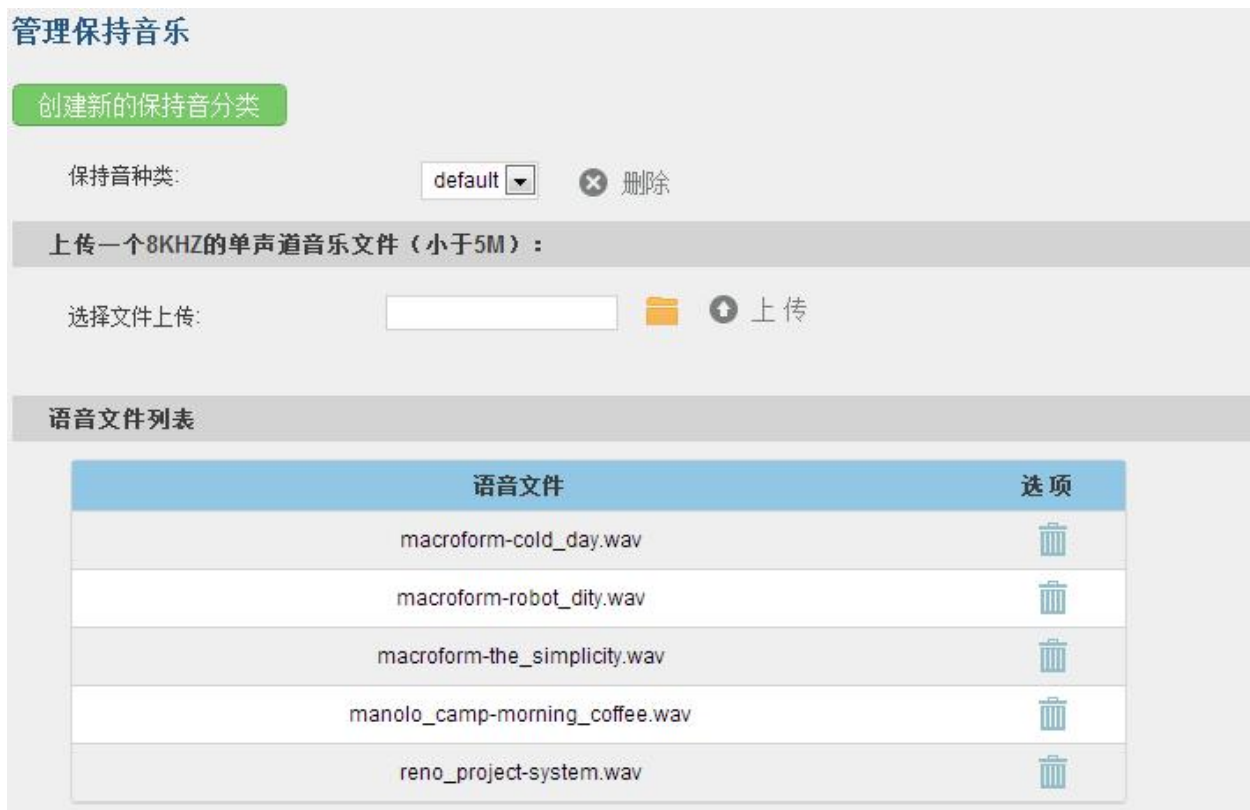 管理保持音乐
创建新的保持音分类
保持音种类: default 删除
上传一个8KHZ的单声道音乐文件（小于5M）:
选择文件上传: 上传
语音文件列表
语音文件 选项
macroform-cold_day.wav
macroform-robot_dity.wav
macroform-the_simplicity.wav
manolo_camp-morning_coffee.wav
reno_project-system.wav